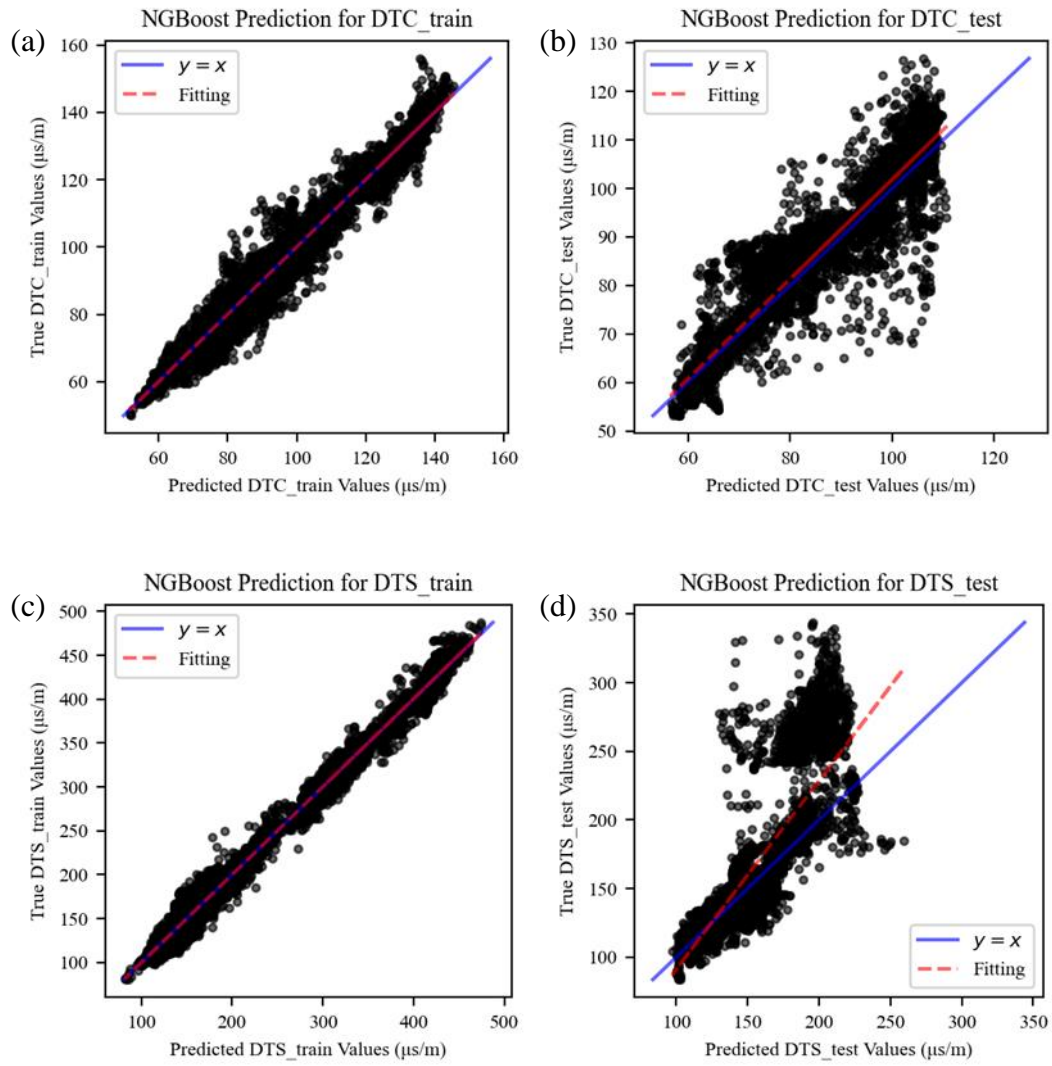 NGBoost Prediction for DTC_train
(a)
160
140
120
100
80
60
True DTC_train Values (μs/m)
y = x
Fitting
60 80 100 120 140 160
Predicted DTC_train Values (μs/m)
NGBoost Prediction for DTC_test
(b)
130
120
110
100
90
80
70
60
50
True DTC_test Values (μs/m)
y = x
Fitting
60 80 100 120
Predicted DTC_test Values (μs/m)
NGBoost Prediction for DTS_train
(c)
500
450
400
350
300
250
200
150
100
True DTS_train Values (μs/m)
y = x
Fitting
100 200 300 400 500
Predicted DTS_train Values (μs/m)
NGBoost Prediction for DTS_test
(d)
350
300
250
200
150
100
True DTS_test Values (μs/m)
y = x
Fitting
100 150 200 250 300 350
Predicted DTS_test Values (μs/m)